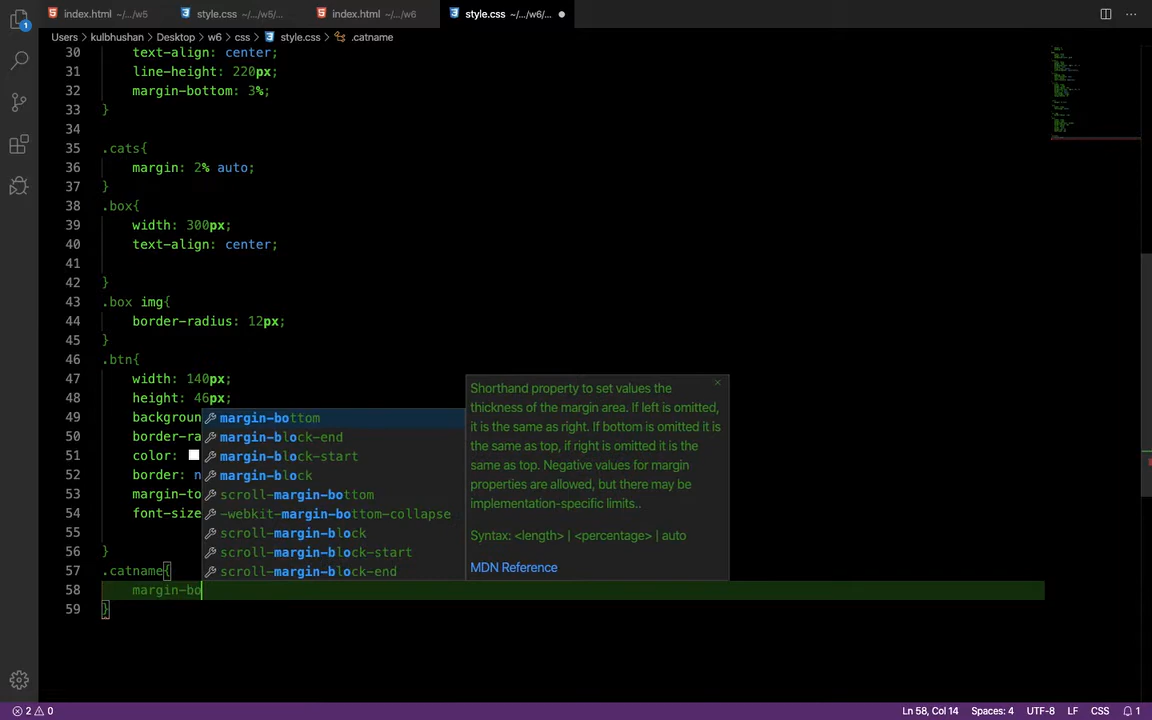 index.html ~/.../w5
style.css ~/.../w5/...
index.html ~/.../w6
style.css ~/.../w6/...
1
Users > kulbhushan > Desktop > w6 > css > style.css > .catname
30 text-align: center;
31 line-height: 220px;
32 margin-bottom: 3%;
33 }
34
35 .cats{
36 margin: 2% auto;
37 }
38 .box{
39 width: 300px;
40 text-align: center;
41
42 }
43 .box img{
44 border-radius: 12px;
45 }
46 .btn{
47 width: 140px;
48 height: 46px;
49 backgroun
50 border-ra
51 color:
52 border: n
53 margin-to
54 font-size
55
56 }
57 .catname{
58 margin-bo
59 }
margin-bottom
margin-block-end
margin-block-start
margin-block
scroll-margin-bottom
-webkit-margin-bottom-collapse
scroll-margin-block
scroll-margin-block-start
scroll-margin-block-end
Shorthand property to set values the
thickness of the margin area. If left is omitted,
it is the same as right. If bottom is omitted it is
the same as top, if right is omitted it is the
same as top. Negative values for margin
properties are allowed, but there may be
implementation-specific limits..
Syntax: <length> | <percentage> | auto
MDN Reference
2 0
Ln 58, Col 14
Spaces: 4
UTF-8
LF
CSS
1